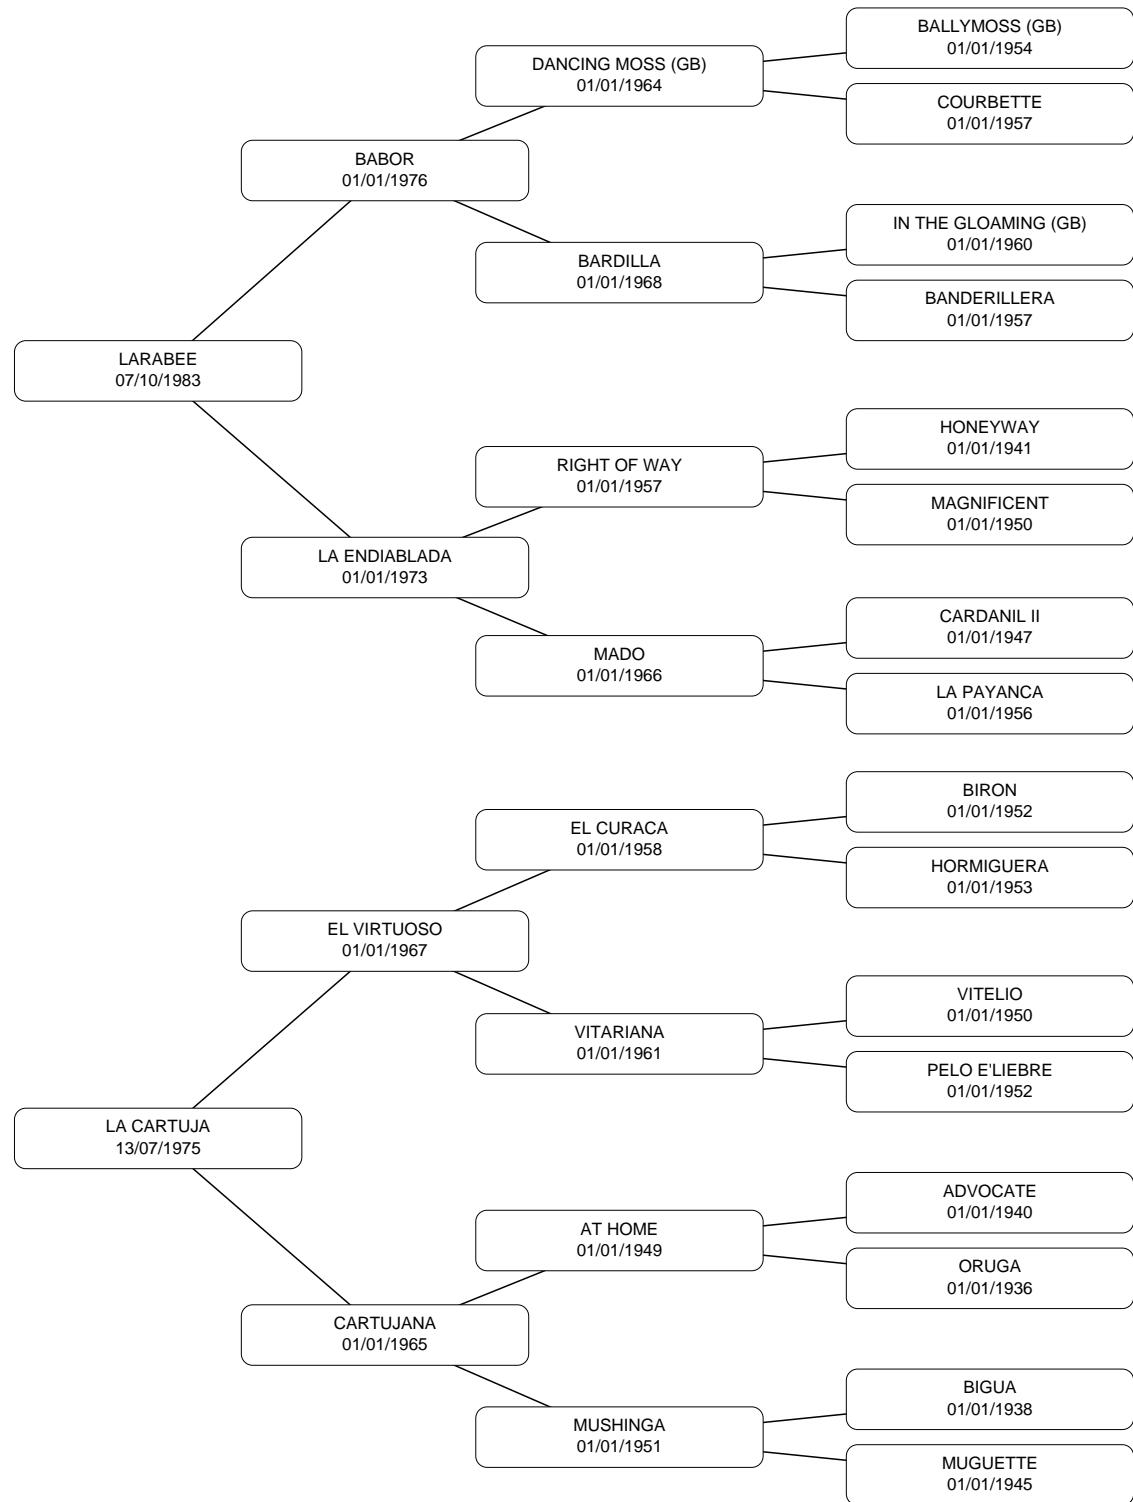 BALLYMOSS (GB)
01/01/1954
DANCING MOSS (GB)
01/01/1964
COURBETTE
01/01/1957
BABOR
01/01/1976
IN THE GLOAMING (GB)
01/01/1960
BARDILLA
01/01/1968
BANDERILLERA
01/01/1957
LARABEE
07/10/1983
HONEYWAY
01/01/1941
RIGHT OF WAY
01/01/1957
MAGNIFICENT
01/01/1950
LA ENDIABLADA
01/01/1973
CARDANIL II
01/01/1947
MADO
01/01/1966
LA PAYANCA
01/01/1956
BIRON
01/01/1952
EL CURACA
01/01/1958
HORMIGUERA
01/01/1953
EL VIRTUOSO
01/01/1967
VITELIO
01/01/1950
VITARIANA
01/01/1961
PELO E'LIEBRE
01/01/1952
LA CARTUJA
13/07/1975
ADVOCATE
01/01/1940
AT HOME
01/01/1949
ORUGA
01/01/1936
CARTUJANA
01/01/1965
BIGUA
01/01/1938
MUSHINGA
01/01/1951
MUGUETTE
01/01/1945